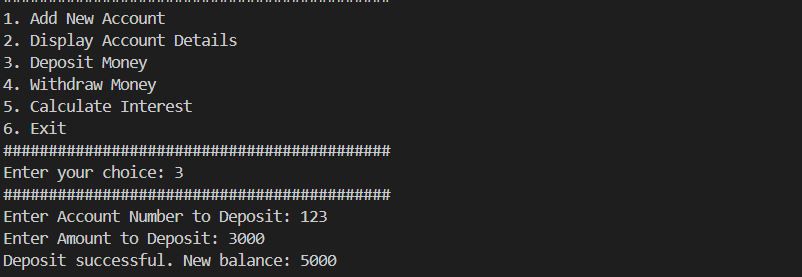 1. Add New Account
2. Display Account Details
3. Deposit Money
4. Withdraw Money
5. Calculate Interest
6. Exit
###########################################
Enter your choice: 3
###########################################
Enter Account Number to Deposit: 123
Enter Amount to Deposit: 3000
Deposit successful. New balance: 5000